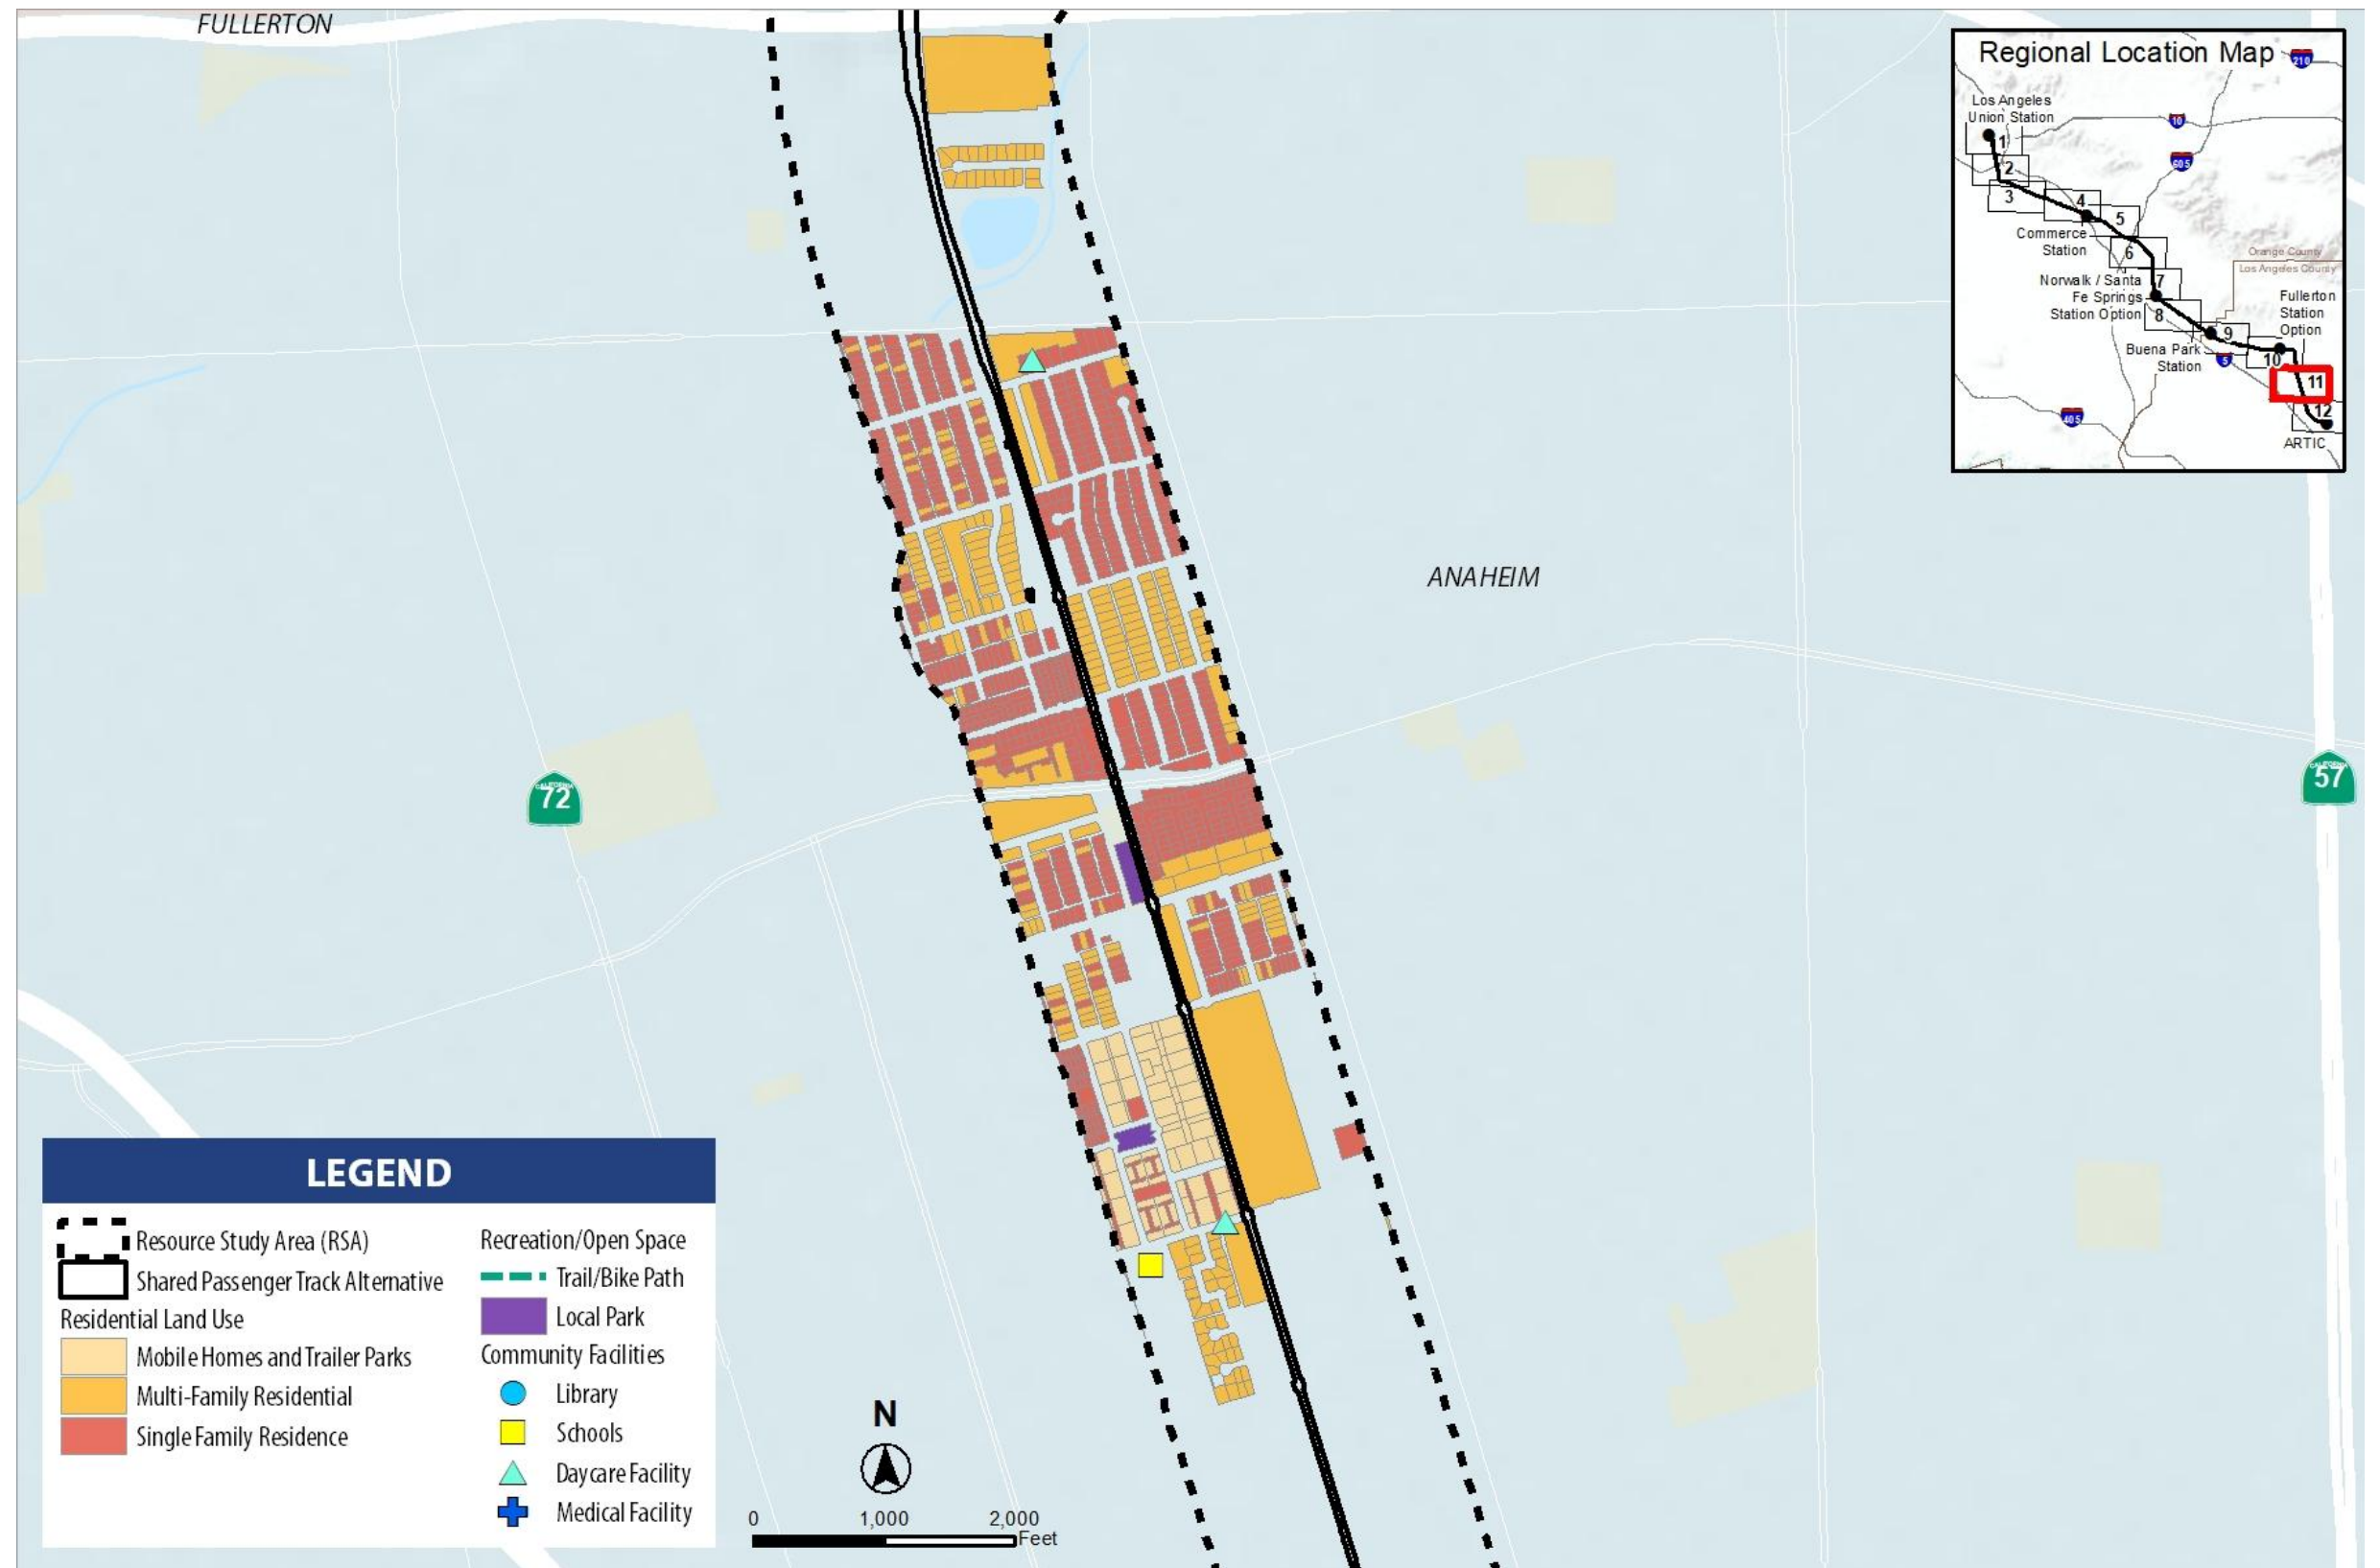 FULLERTON
Regional Location Map
210
Los Angeles
Union Station
10
1
605
2
3
4
5
Commerce
Station
6
Orange County
Los Angeles County
7
Norwalk / Santa
Fe Springs
Station Option
8
Fullerton
Station
Option
9
Buena Park
Station
5
10
11
405
12
ARTIC
ANAHEIM
CALIFORNIA
72
CALIFORNIA
57
LEGEND
Resource Study Area (RSA)
Shared Passenger Track Alternative
Residential Land Use
Mobile Homes and Trailer Parks
Multi-Family Residential
Single Family Residence
Recreation/Open Space
Trail/Bike Path
Local Park
Community Facilities
Library
Schools
Daycare Facility
Medical Facility
N
0 1,000 2,000
Feet